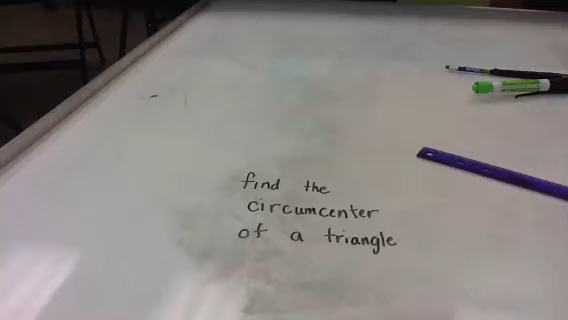 find the
circumcenter
of a triangle